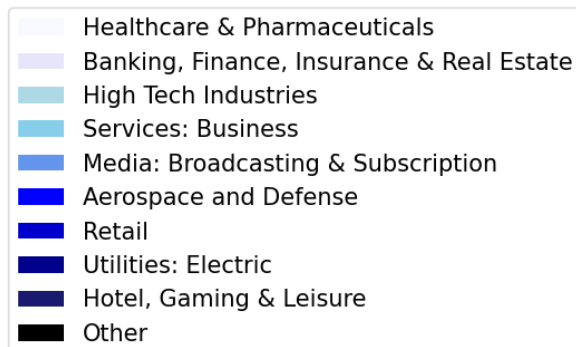 Healthcare & Pharmaceuticals
Banking, Finance, Insurance & Real Estate
High Tech Industries
Services: Business
Media: Broadcasting & Subscription
Aerospace and Defense
Retail
Utilities: Electric
Hotel, Gaming & Leisure
Other